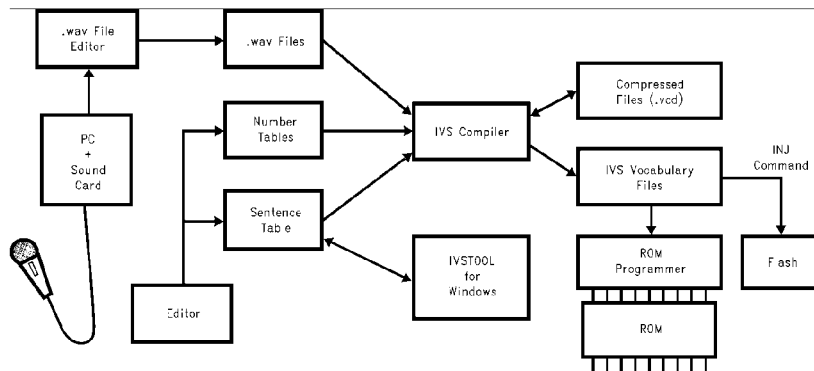 .wav File
Editor
.wav Files
Compressed
Files (.vcd)
Number
Tables
IVS Compiler
PC
+
Sound
Card
INJ
Command
IVS Vocabulary
Files
Sentence
Table
IVSTOOL
for
Windows
ROM
Programmer
Flash
Editor
ROM